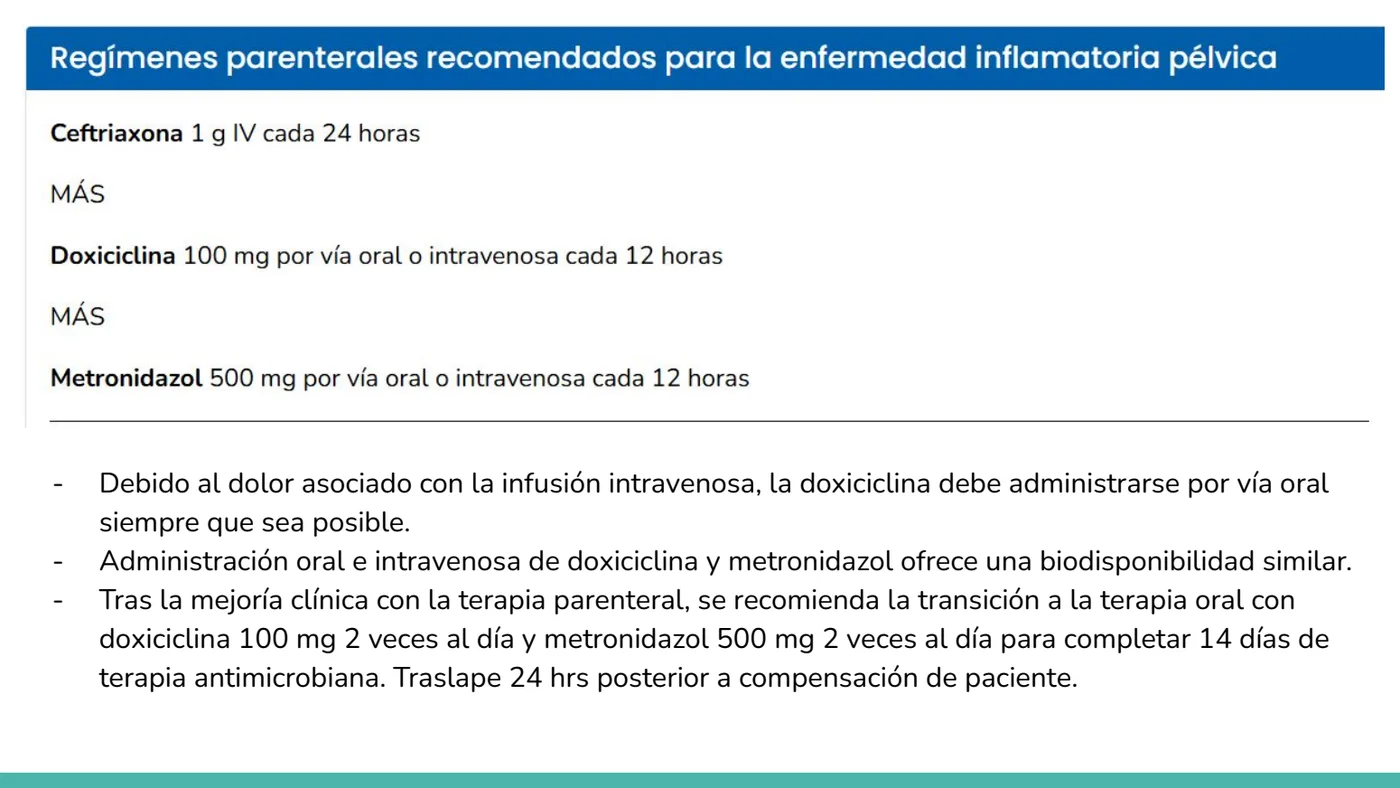 Regímenes parenterales recomendados para la enfermedad inflamatoria pélvica
Ceftriaxona 1 g IV cada 24 horas
MÁS
Doxiciclina 100 mg por vía oral o intravenosa cada 12 horas
MÁS
Metronidazol 500 mg por vía oral o intravenosa cada 12 horas
- Debido al dolor asociado con la infusión intravenosa, la doxiciclina debe administrarse por vía oral
siempre que sea posible.
- Administración oral e intravenosa de doxiciclina y metronidazol ofrece una biodisponibilidad similar.
- Tras la mejoría clínica con la terapia parenteral, se recomienda la transición a la terapia oral con
doxiciclina 100 mg 2 veces al día y metronidazol 500 mg 2 veces al día para completar 14 días de
terapia antimicrobiana. Traslape 24 hrs posterior a compensación de paciente.